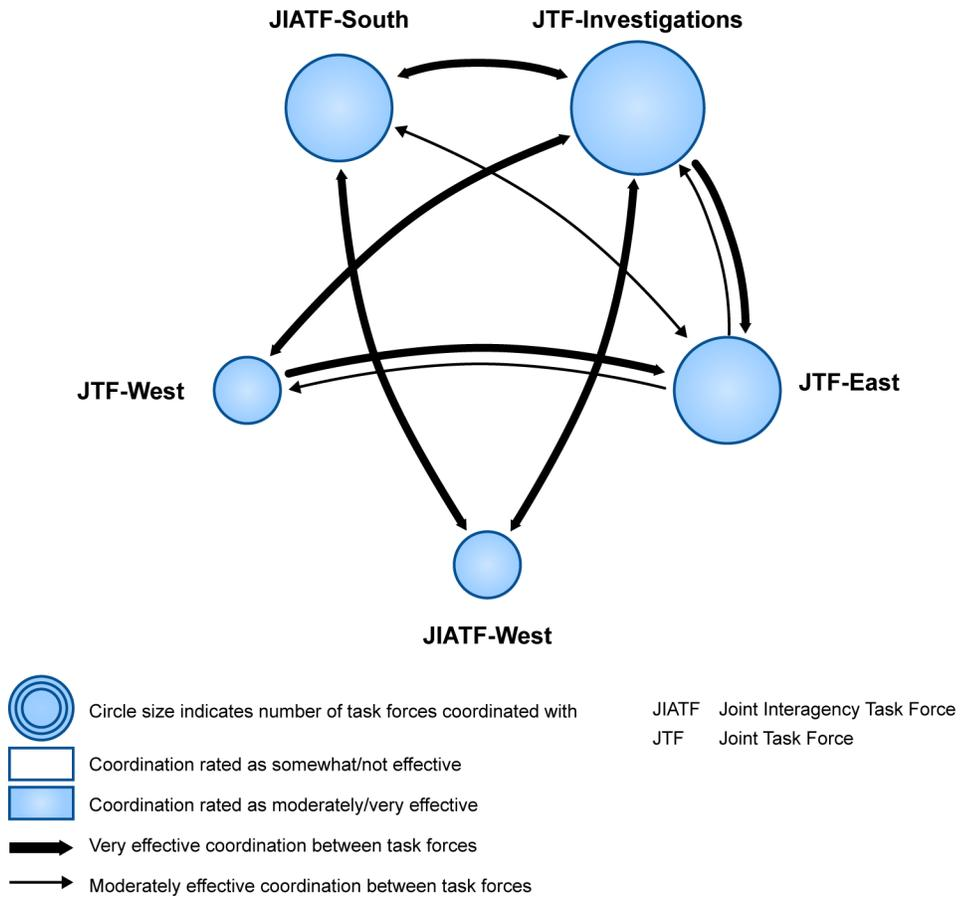 JIATF-South
JTF-Investigations
JTF-West
JTF-East
JIATF-West
Circle size indicates number of task forces coordinated with
Coordination rated as somewhat/not effective
Coordination rated as moderately/very effective
Very effective coordination between task forces
Moderately effective coordination between task forces
JIATF Joint Interagency Task Force
JTF Joint Task Force